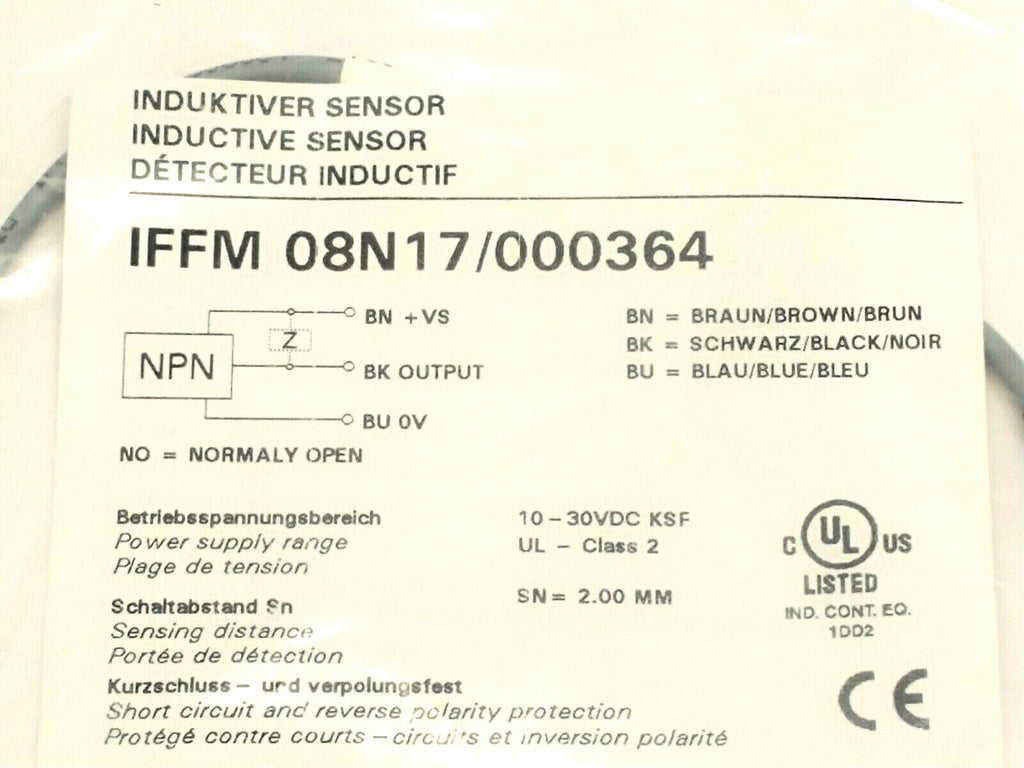 INDUKTIVER SENSOR
INDUCTIVE SENSOR
DÉTECTEUR INDUCTIF
IFFM 08N17/000364
NPN
Z
BN +VS
BK OUTPUT
BU 0V
BN = BRAUN/BROWN/BRUN
BK = SCHWARZ/BLACK/NOIR
BU = BLAU/BLUE/BLEU
NO = NORMALY OPEN
Betriebsspannungsbereich
Power supply range
Plage de tension
10-30VDC KSF
UL - Class 2
Schaltabstand Sn
Sensing distance
Portée de détection
SN= 2.00 MM
Kurzschluss- und verpolungsfest
Short circuit and reverse polarity protection
Protégé contre courts-circuits et inversion polarité
C UL US
LISTED
IND. CONT. EQ.
1DD2
CE